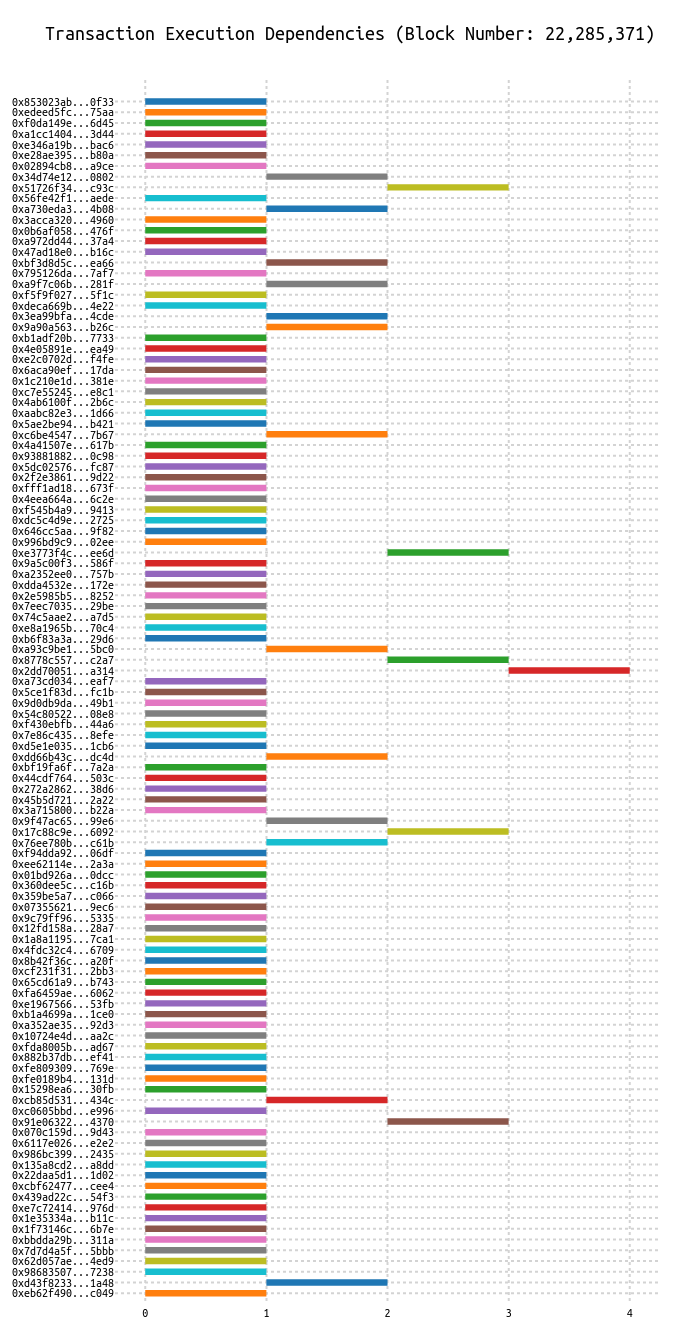 Transaction Execution Dependencies (Block Number: 22,285,371)
0x853023ab...0f33
0xedeed5fc...75aa
0xf0da149e...6d45
0xa1cc1404...3d44
0xe346a19b...bac6
0xe28ae395...b80a
0x02894cb8...a9ce
0x34d74e12...0802
0x51726f34...c93c
0x56fe42f1...aede
0xa730eda3...4b08
0x3acca320...4960
0x0b6af058...476f
0xa972dd44...37a4
0x47ad18e0...b16c
0xbf3d8d5c...ea66
0x795126da...7af7
0xa9f7c06b...281f
0xf5f9f027...5f1c
0xdeca669b...4e22
0x3ea99bfa...4cde
0x9a90a563...b26c
0xb1adf20b...7733
0x4e05891e...ea49
0xe2c0702d...f4fe
0x6aca90ef...17da
0x1c210e1d...381e
0xc7e55245...e8c1
0x4ab6100f...2b6c
0xaabc82e3...1d66
0x5ae2be94...b421
0xc6be4547...7b67
0x4a41507e...617b
0x93881882...0c98
0x5dc02576...fc87
0x2f2e3861...9d22
0xfff1ad18...673f
0x4eea664a...6c2e
0xf545b4a9...9413
0xdc5c4d9e...2725
0x646cc5aa...9f82
0x996bd9c9...02ee
0xe3773f4c...ee6d
0x9a5c00f3...586f
0xa2352ee0...757b
0xdda4532e...172e
0x2e5985b5...8252
0x7eec7035...29be
0x74c5aae2...a7d5
0xe8a1965b...70c4
0xb6f83a3a...29d6
0xa93c9be1...5bc0
0x8778c557...c2a7
0x2dd70051...a314
0xa73cd034...eaf7
0x5ce1f83d...fc1b
0x9d0db9da...49b1
0x54c80522...08e8
0xf430ebfb...44a6
0x7e86c435...8efe
0xd5e1e035...1cb6
0xdd66b43c...dc4d
0xbf19fa6f...7a2a
0x44cdf764...503c
0x272a2862...38d6
0x45b5d721...2a22
0x3a715800...b22a
0x9f47ac65...99e6
0x17c88c9e...6092
0x76ee780b...c61b
0xf94dda92...06df
0xee62114e...2a3a
0x01bd926a...0dcc
0x360dee5c...c16b
0x359be5a7...c066
0x07355621...9ec6
0x9c79ff96...5335
0x12fd158a...28a7
0x1a8a1195...7ca1
0x4fdc32c4...6709
0x8b42f36c...a20f
0xcf231f31...2bb3
0x65cd61a9...b743
0xfa6459ae...6062
0xe1967566...53fb
0xb1a4699a...1ce0
0xa352ae35...92d3
0x10724e4d...aa2c
0xfda8005b...ad67
0x882b37db...ef41
0xfe809309...769e
0xfe0189b4...131d
0x15298ea6...30fb
0xcb85d531...434c
0xc0605bbd...e996
0x91e06322...4370
0x070c159d...9d43
0x6117e026...e2e2
0x986bc399...2435
0x135a8cd2...a8dd
0x22daa5d1...1d02
0xcbf62477...cee4
0x439ad22c...54f3
0xe7c72414...976d
0x1e35334a...b11c
0x1f73146c...6b7e
0xbbdda29b...311a
0x7d7d4a5f...5bbb
0x62d057ae...4ed9
0x98683507...7238
0xd43f8233...1a48
0xeb62f490...c049
0 1 2 3 4